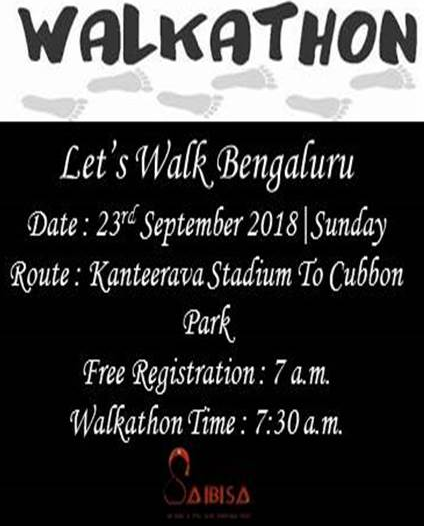 WALKATHON
Let's Walk Bengaluru
Date : 23rd September 2018|Sunday
Route : Kanteerava Stadium To Cubbon
Park
Free Registration : 7 a.m.
Walkathon Time : 7:30 a.m.
SAIBISA